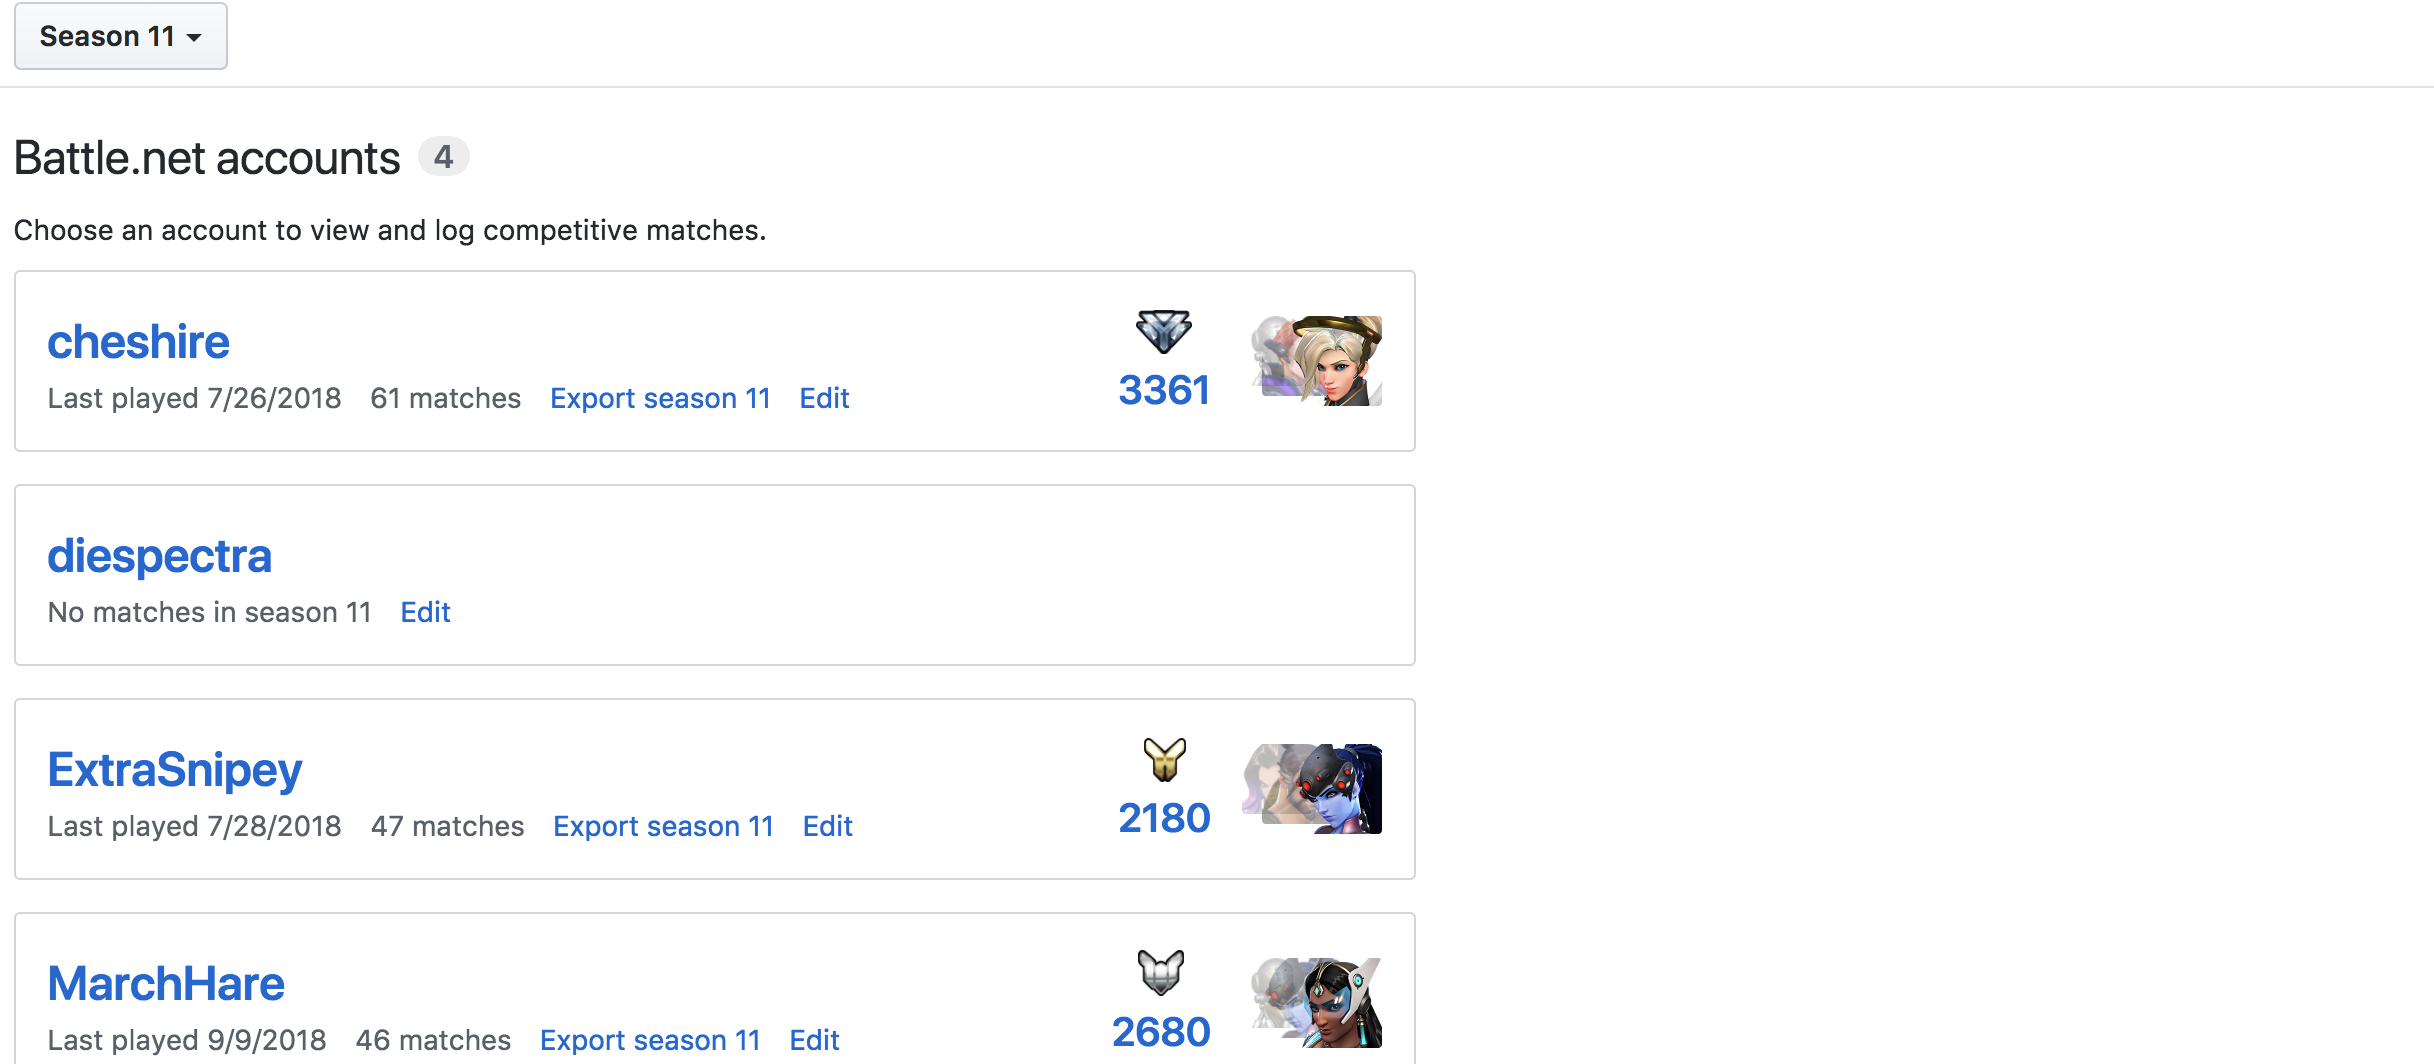 Season 11
Battle.net accounts 4
Choose an account to view and log competitive matches.
cheshire
Last played 7/26/2018 61 matches Export season 11 Edit
3361
diespectra
No matches in season 11 Edit
ExtraSnipey
Last played 7/28/2018 47 matches Export season 11 Edit
2180
MarchHare
Last played 9/9/2018 46 matches Export season 11 Edit
2680